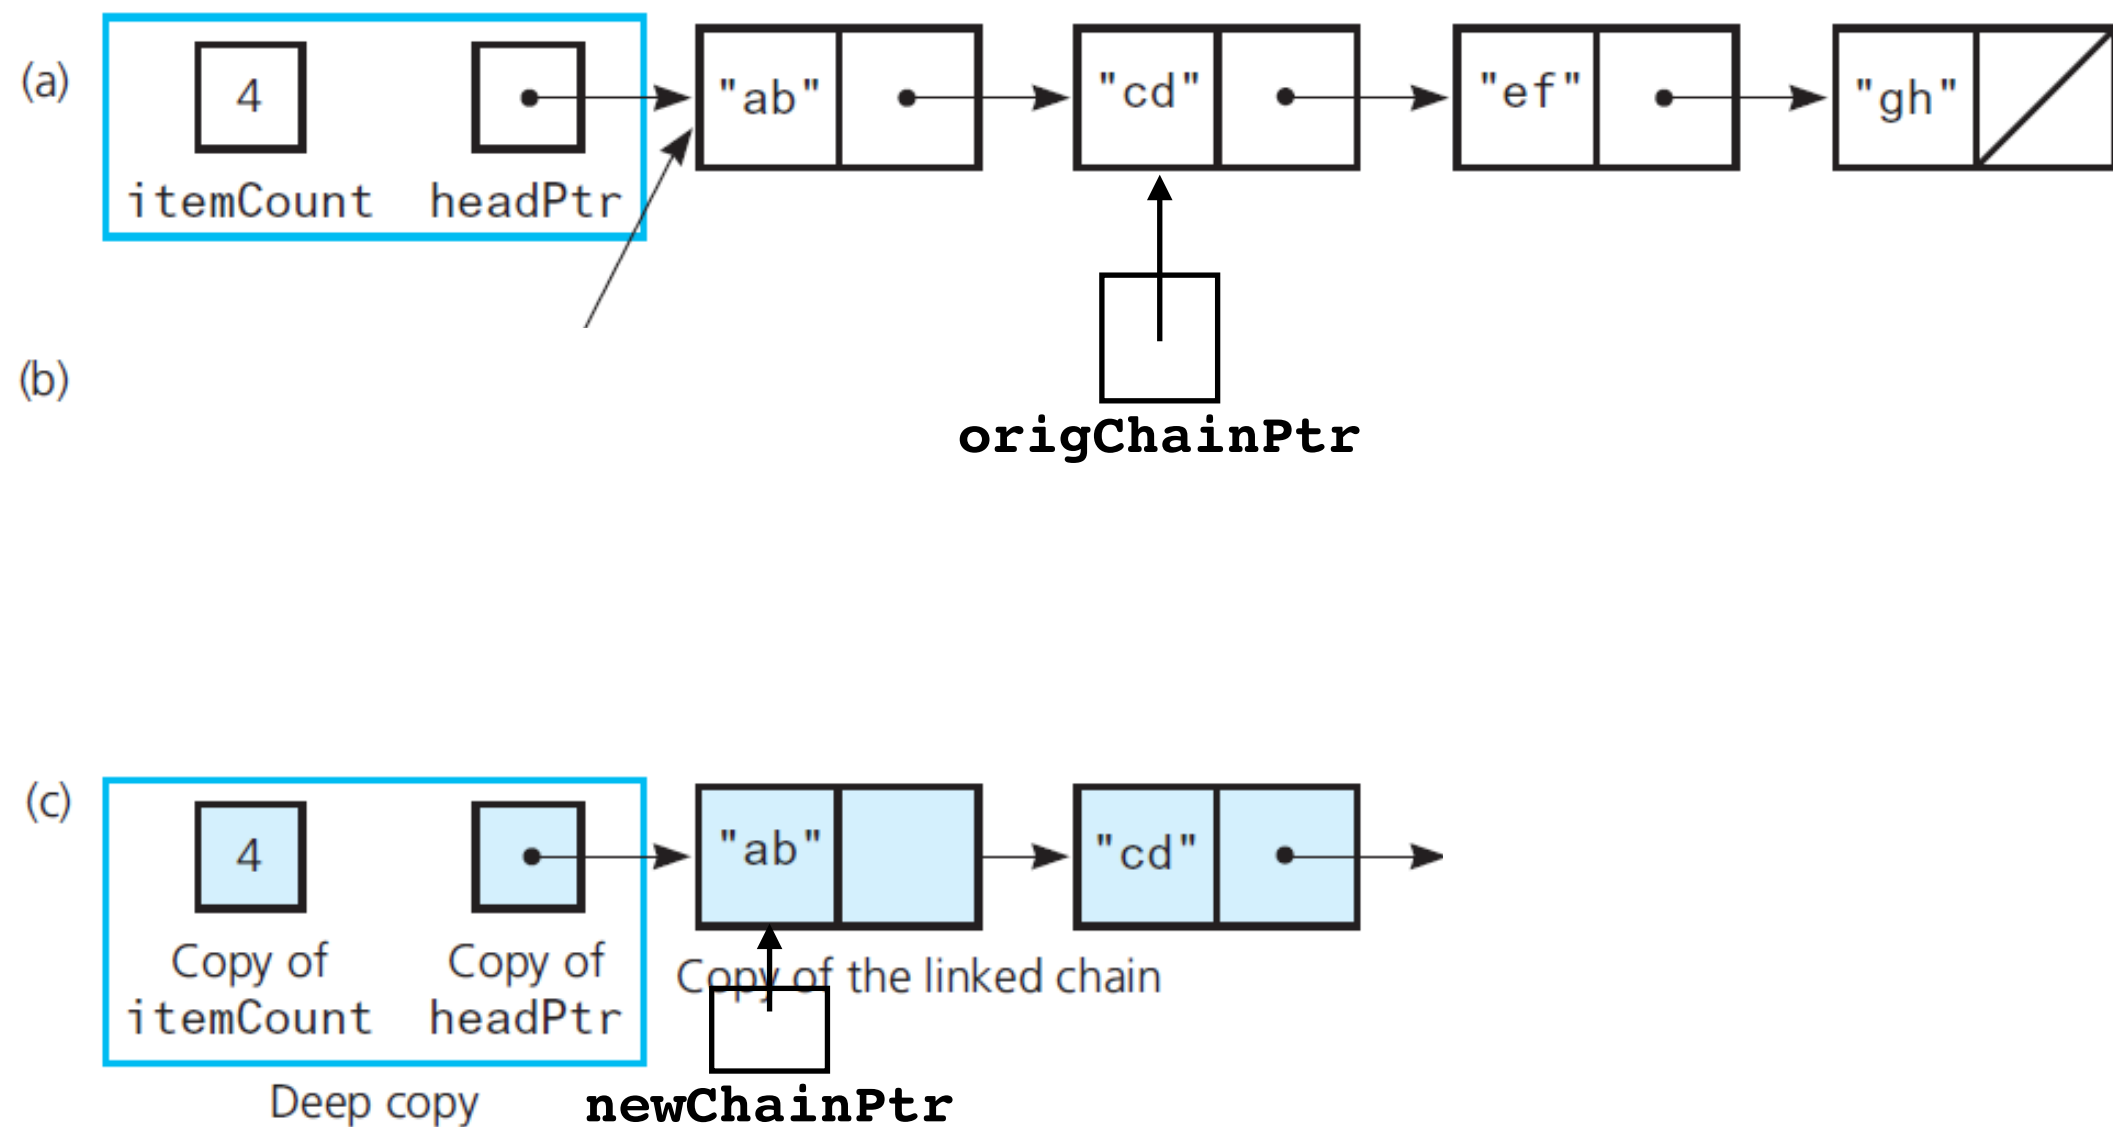 (a)
4
"ab"
"cd"
"ef"
"gh"
itemCount
headPtr
(b)
origChainPtr
(c)
4
"ab"
"cd"
Copy of
itemCount
Copy of
headPtr
Copy of the linked chain
Deep copy
newChainPtr